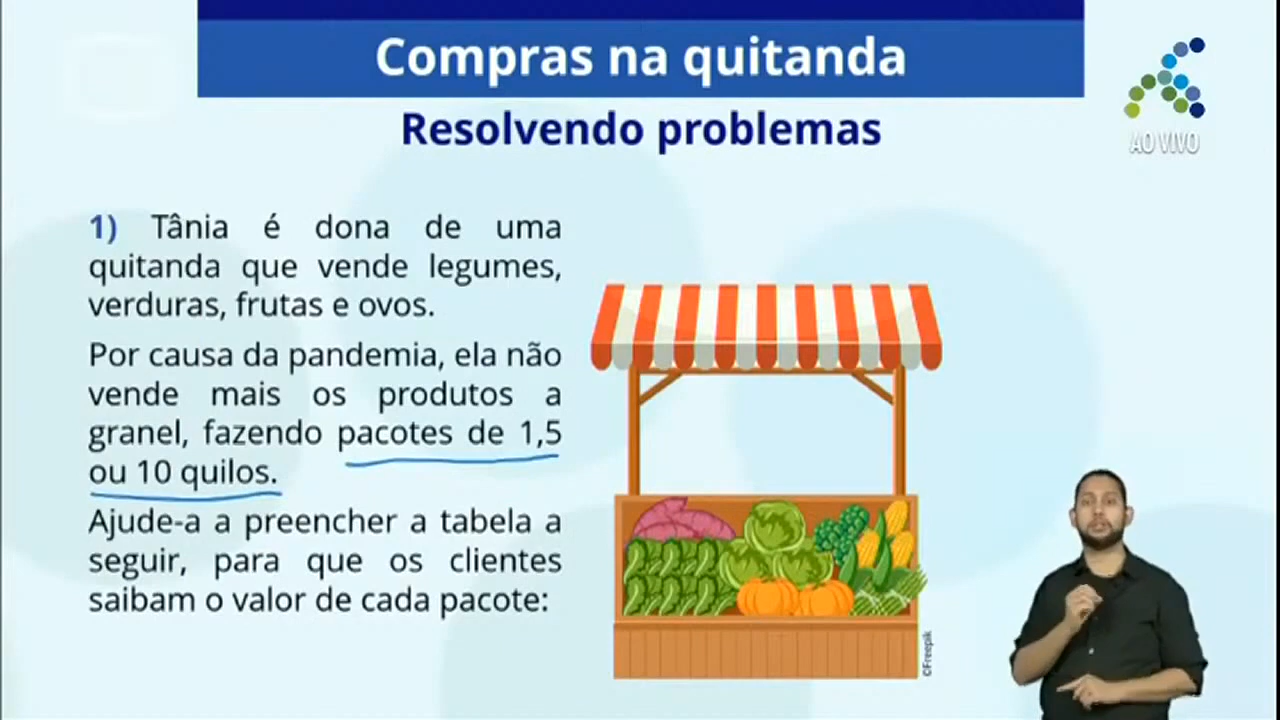 Compras na quitanda
Resolvendo problemas
AO VIVO
1) Tânia é dona de uma
quitanda que vende legumes,
verduras, frutas e ovos.
Por causa da pandemia, ela não
vende mais os produtos a
granel, fazendo pacotes de 1,5
ou 10 quilos.
Ajude-a a preencher a tabela a
seguir, para que os clientes
saibam o valor de cada pacote:
©Freepik